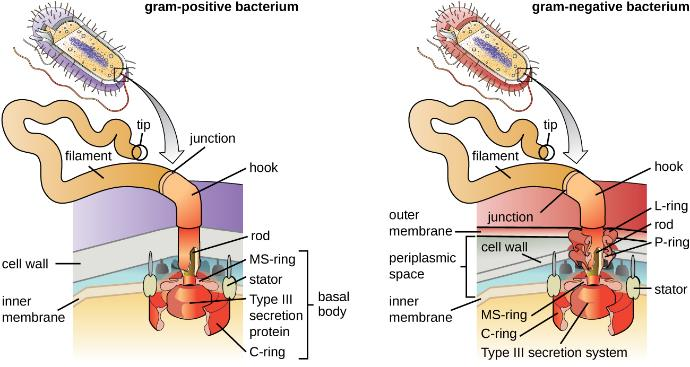 gram-positive bacterium
tip
junction
filament
hook
rod
MS-ring
cell wall
stator
Type III
secretion
protein
basal
body
inner
membrane
C-ring
gram-negative bacterium
tip
filament
hook
junction
L-ring
rod
P-ring
outer
membrane
cell wall
periplasmic
space
stator
inner
membrane
MS-ring
C-ring
Type III secretion system